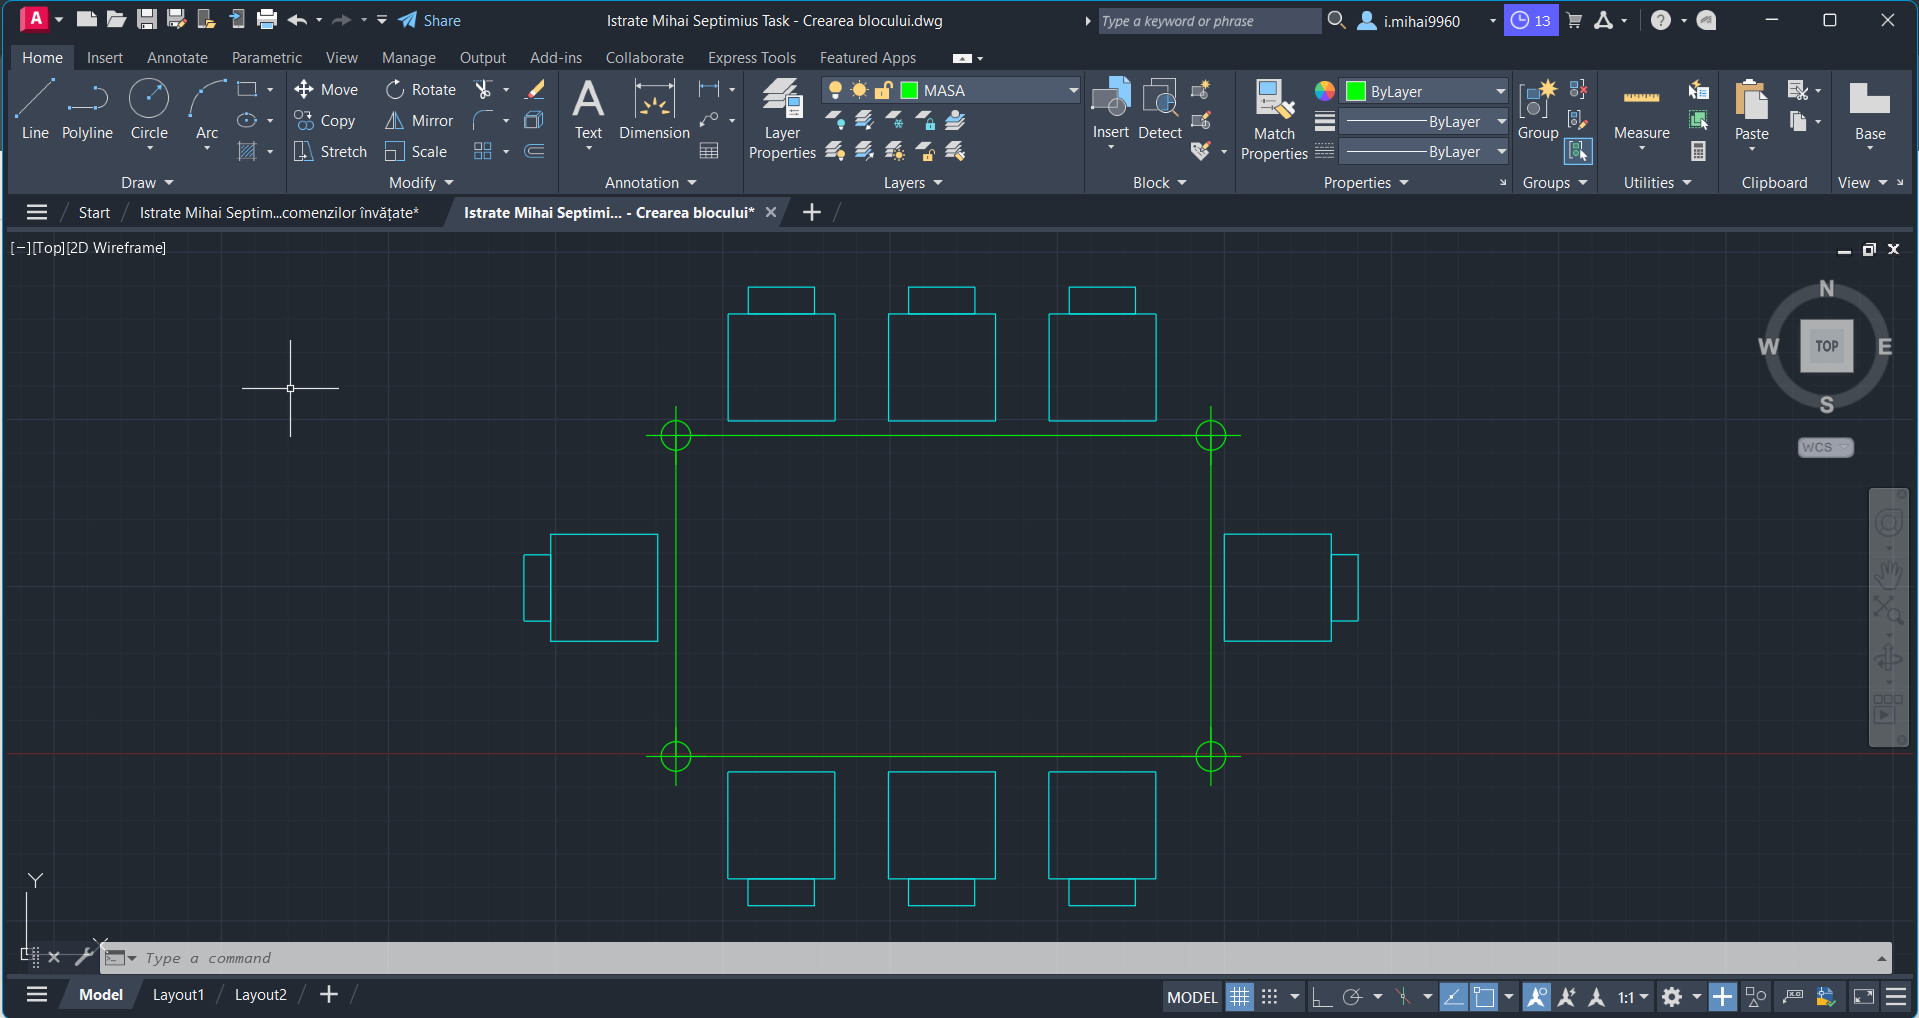 A
Share
Istrate Mihai Septimius Task - Crearea blocului.dwg
Type a keyword or phrase
i.mihai9960
13
Home Insert Annotate Parametric View Manage Output Add-ins Collaborate Express Tools Featured Apps
Line Polyline Circle Arc
Draw
Move Rotate
Copy Mirror
Stretch Scale
Modify
A
Text Dimension
Annotation
Layer
Properties
MASA
Layers
Insert Detect
Block
Match
Properties
ByLayer
ByLayer
ByLayer
Properties
Group
Groups
Measure
Utilities
Paste
Clipboard
Base
View
Start
Istrate Mihai Septim...comenzilor învățate*
Istrate Mihai Septimi... - Crearea blocului*
[−][Top][2D Wireframe]
N
W TOP E
S
WCS
Y
X
Type a command
Model Layout1 Layout2
MODEL
1:1